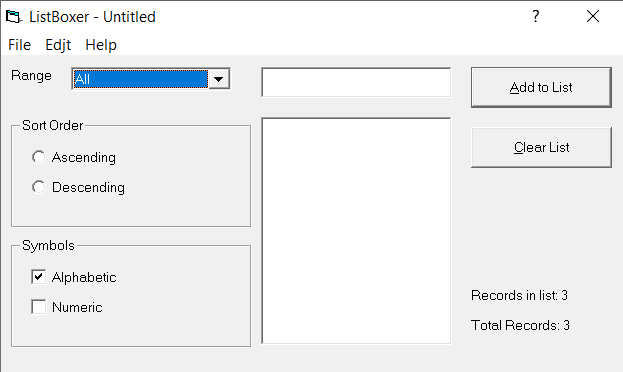 ListBoxer - Untitled
File Edjt Help
Range All
Add to List
Sort Order
Ascending
Descending
Clear List
Symbols
Alphabetic
Numeric
Records in list: 3
Total Records: 3